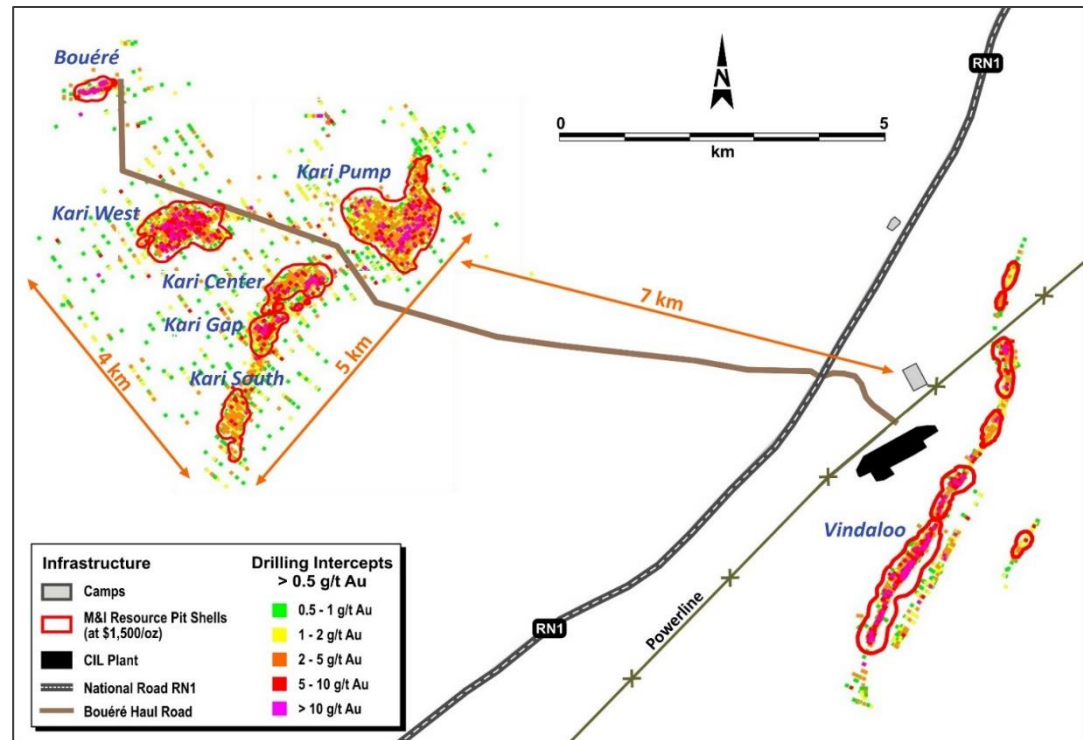 Bouéré
RN1
N
0
5
km
Kari Pump
Kari West
Kari Center
7 km
Kari Gap
4 km
5 km
Kari South
Vindaloo
Infrastructure
Camps
M&I Resource Pit Shells
(at $1,500/oz)
CIL Plant
National Road RN1
Bouéré Haul Road
Drilling Intercepts
> 0.5 g/t Au
0.5 - 1 g/t Au
1 - 2 g/t Au
2 - 5 g/t Au
5 - 10 g/t Au
> 10 g/t Au
RN1
Powerline